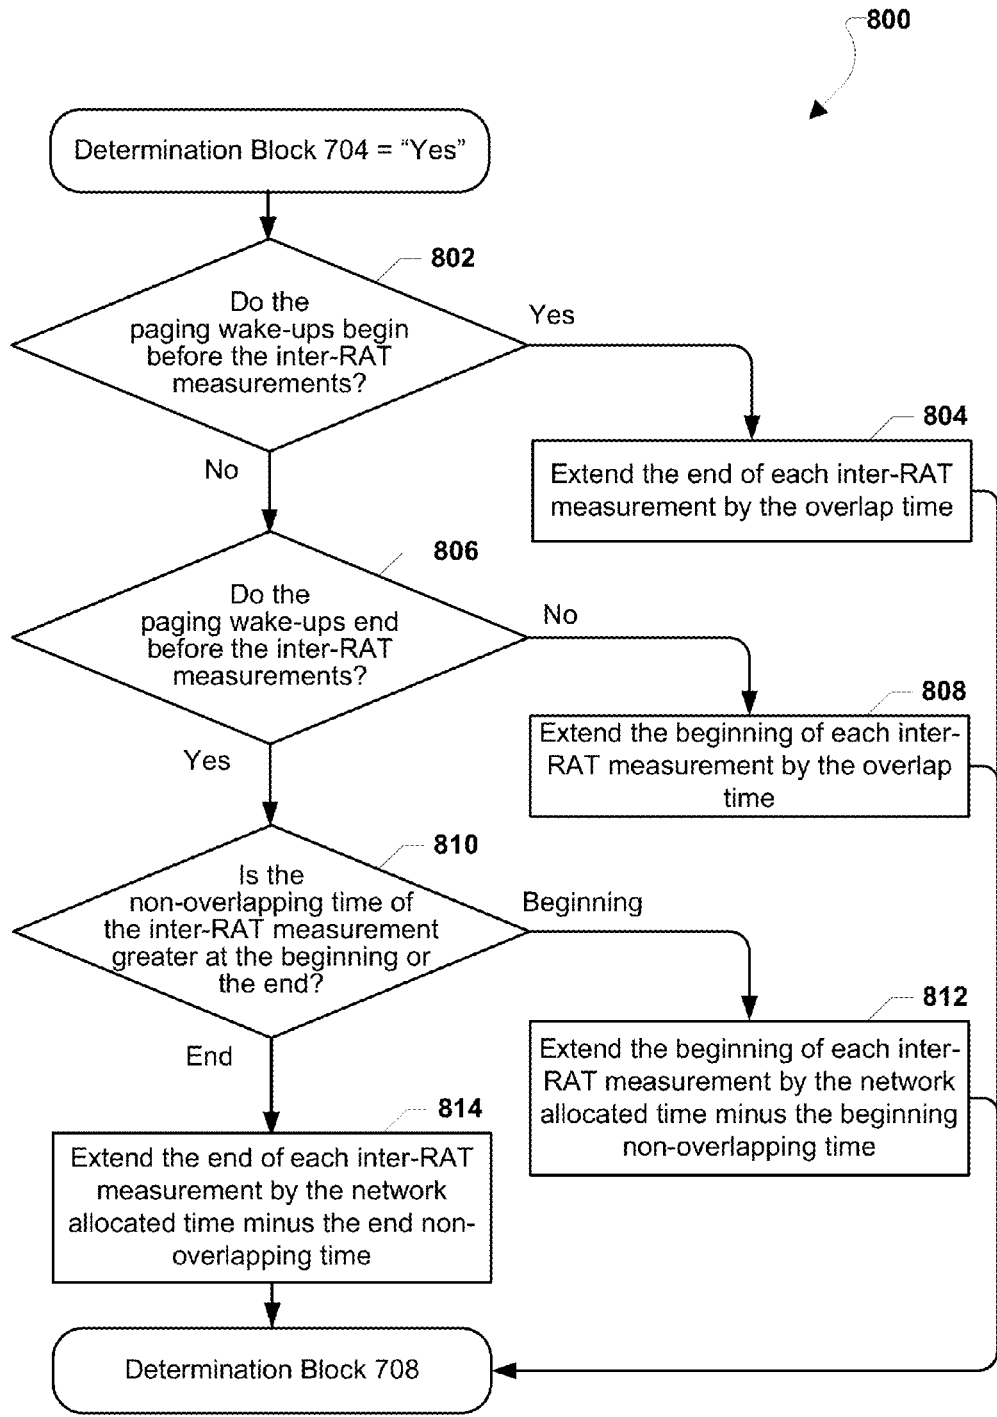 800
Determination Block 704 = “Yes”
802
Do the
paging wake-ups begin
before the inter-RAT
measurements?
Yes
No
804
Extend the end of each inter-RAT
measurement by the overlap time
806
Do the
paging wake-ups end
before the inter-RAT
measurements?
No
Yes
808
Extend the beginning of each inter-
RAT measurement by the overlap
time
810
Is the
non-overlapping time of
the inter-RAT measurement
greater at the beginning or
the end?
Beginning
End
812
Extend the beginning of each inter-
RAT measurement by the network
allocated time minus the beginning
non-overlapping time
814
Extend the end of each inter-RAT
measurement by the network
allocated time minus the end non-
overlapping time
Determination Block 708